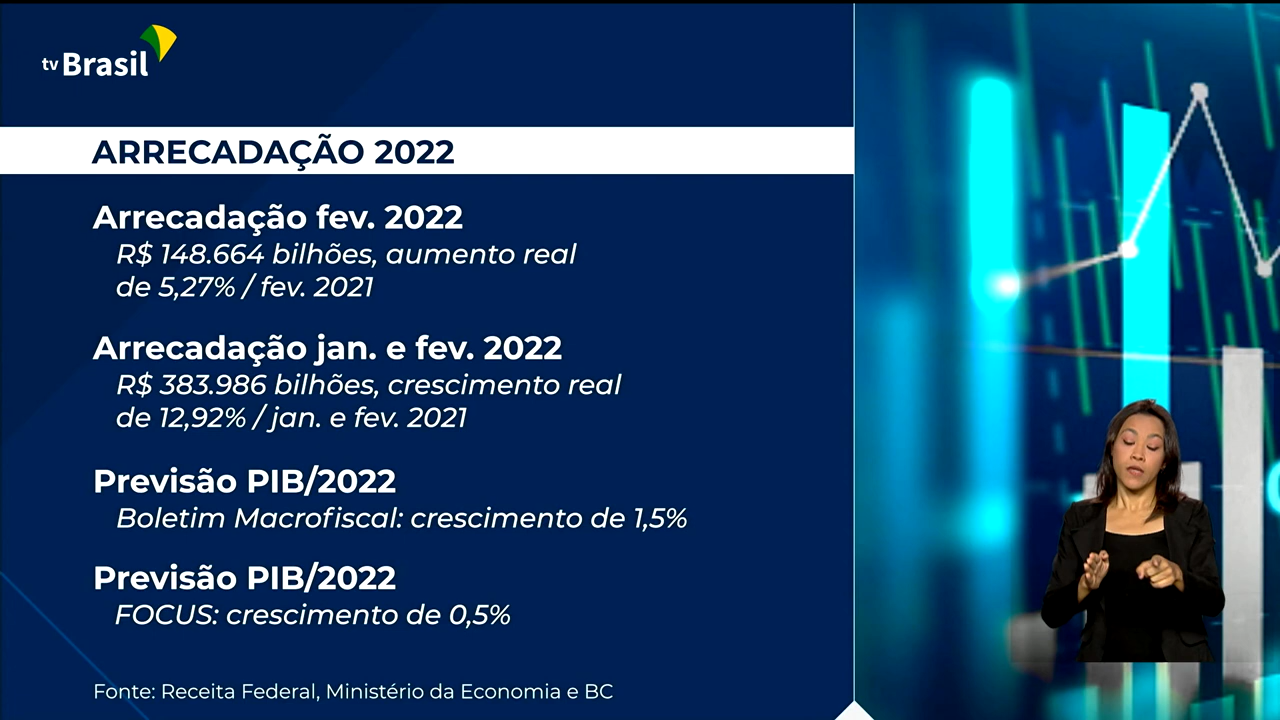 tv Brasil
ARRECADAÇÃO 2022
Arrecadação fev. 2022
R$ 148.664 bilhões, aumento real
de 5,27% / fev. 2021
Arrecadação jan. e fev. 2022
R$ 383.986 bilhões, crescimento real
de 12,92% / jan. e fev. 2021
Previsão PIB/2022
Boletim Macrofiscal: crescimento de 1,5%
Previsão PIB/2022
FOCUS: crescimento de 0,5%
Fonte: Receita Federal, Ministério da Economia e BC